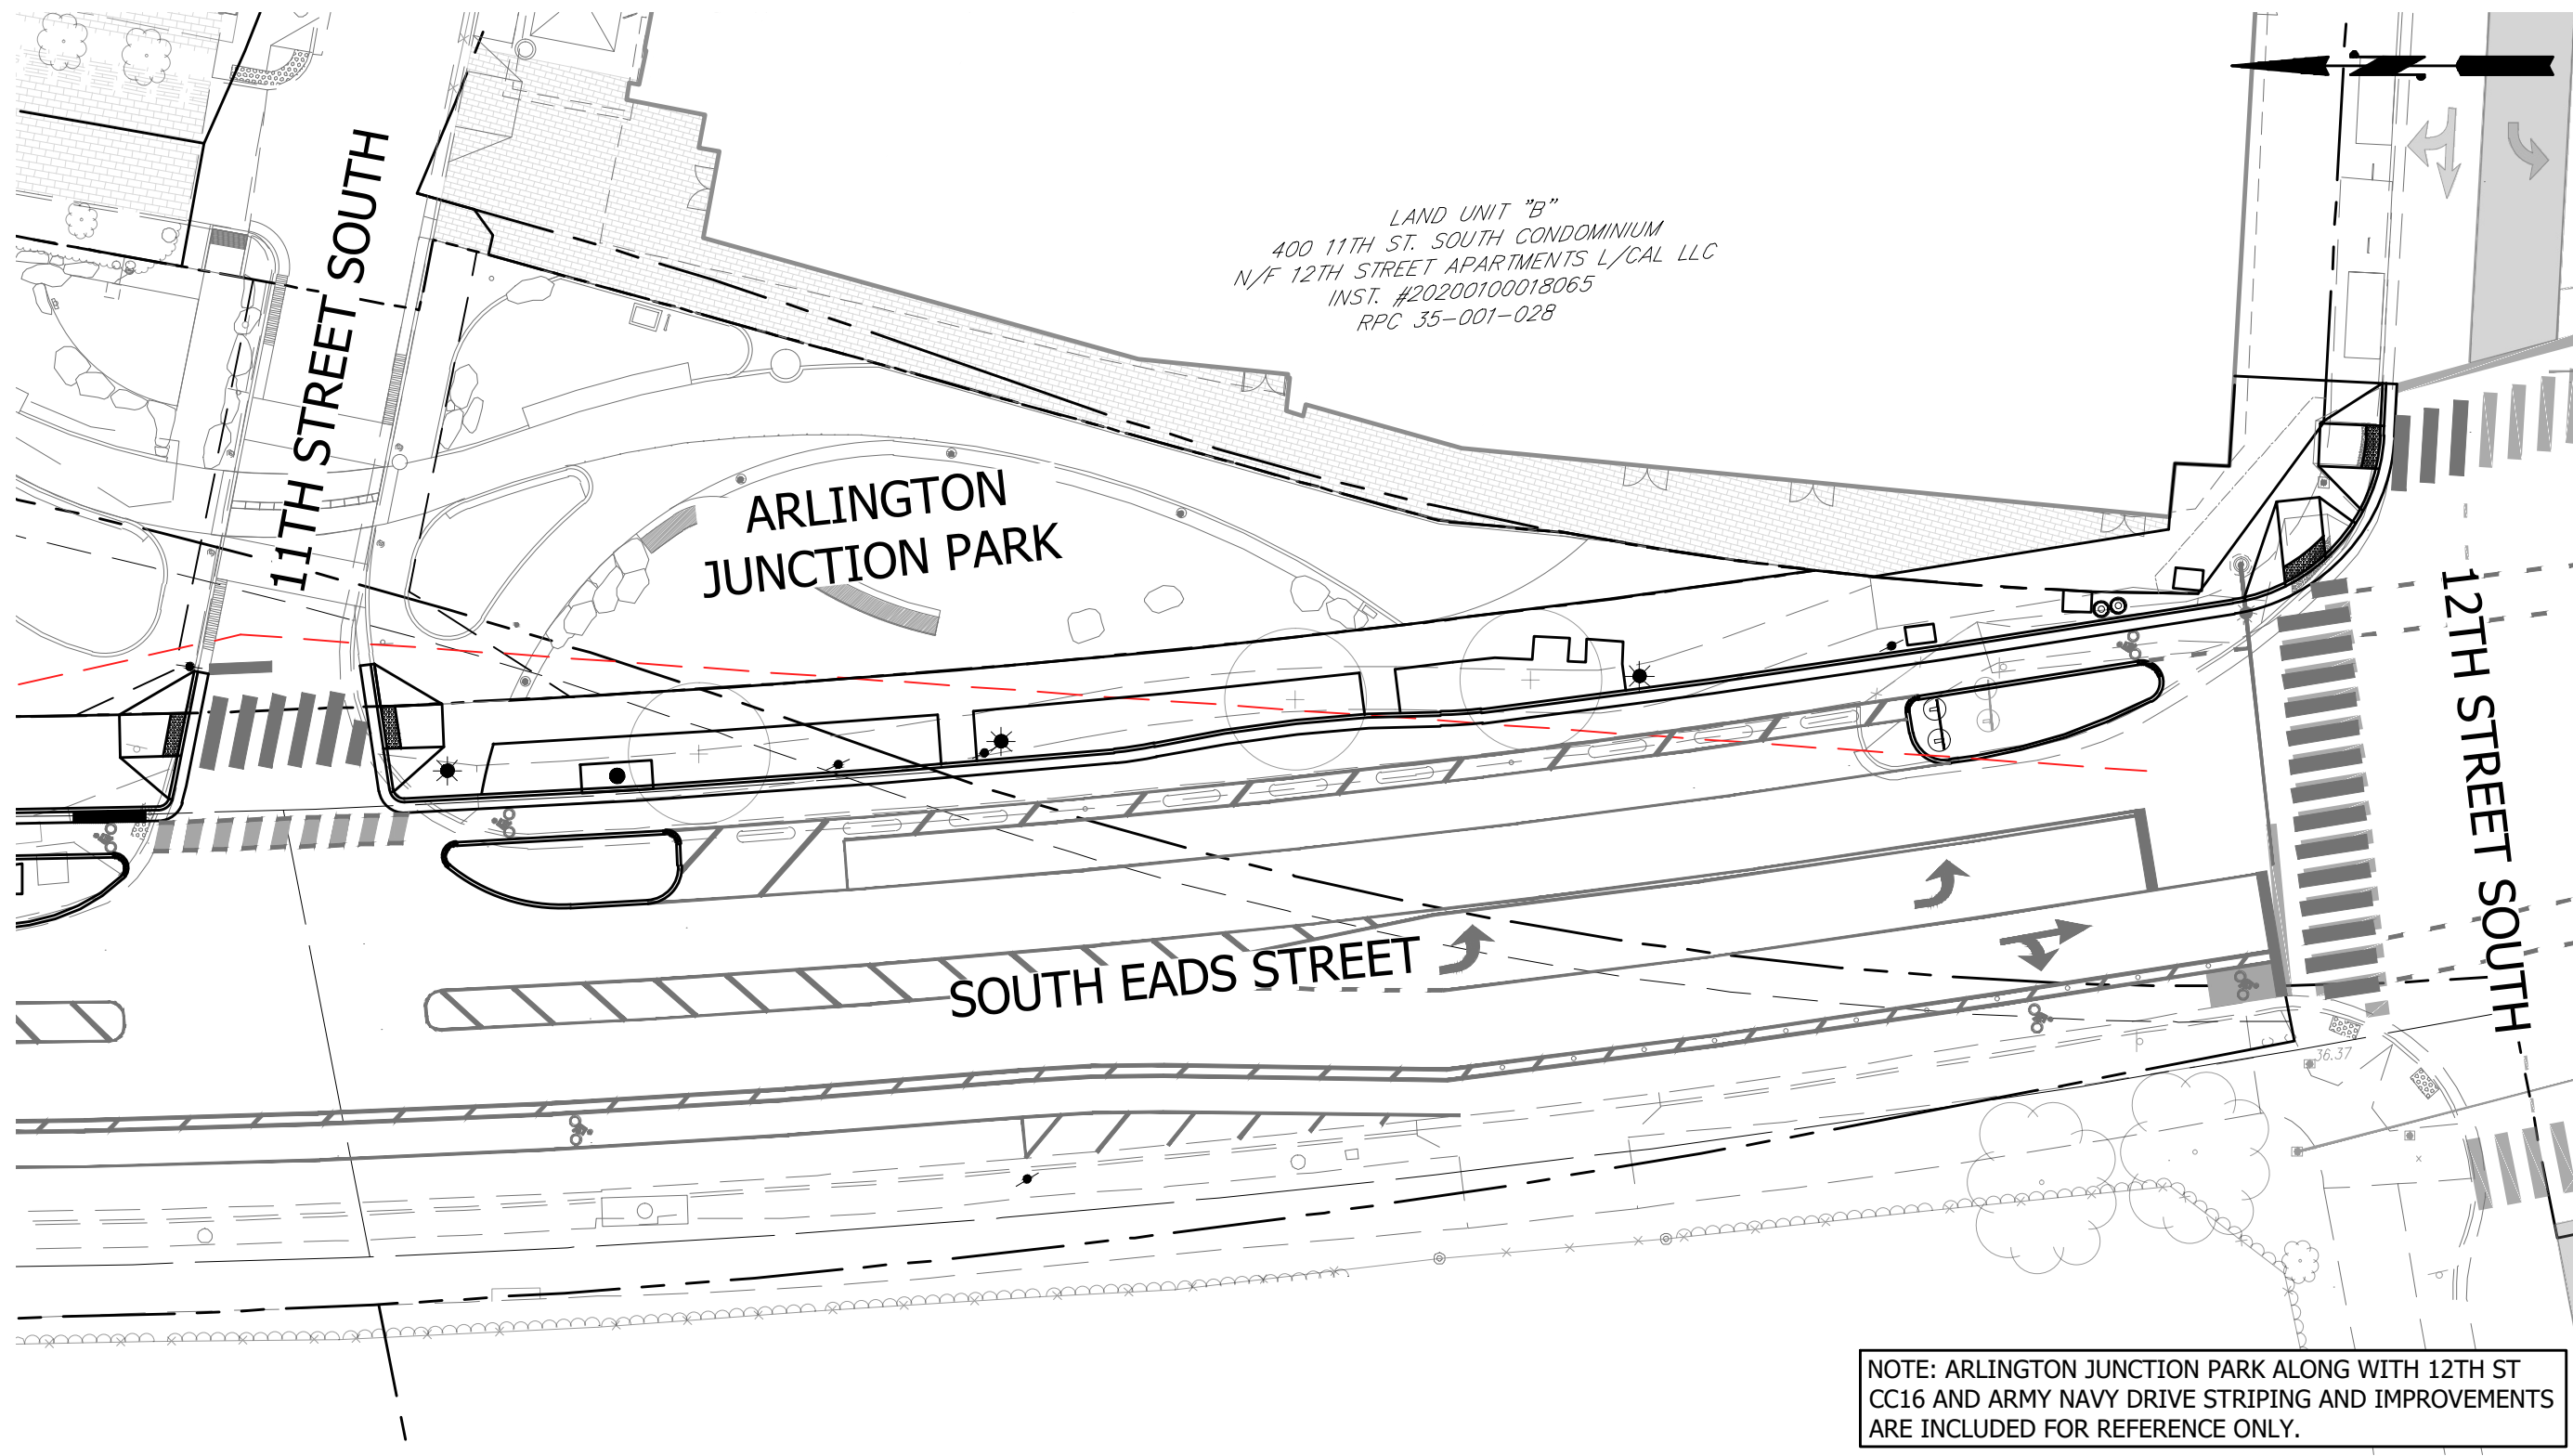 11TH STREET SOUTH
LAND UNIT "B"
400 11TH ST. SOUTH CONDOMINIUM
N/F 12TH STREET APARTMENTS L/CAL LLC
INST. #20200100018065
RPC 35-001-028
ARLINGTON
JUNCTION PARK
12TH STREET SOUTH
SOUTH EADS STREET
36.37
NOTE: ARLINGTON JUNCTION PARK ALONG WITH 12TH ST
CC16 AND ARMY NAVY DRIVE STRIPING AND IMPROVEMENTS
ARE INCLUDED FOR REFERENCE ONLY.